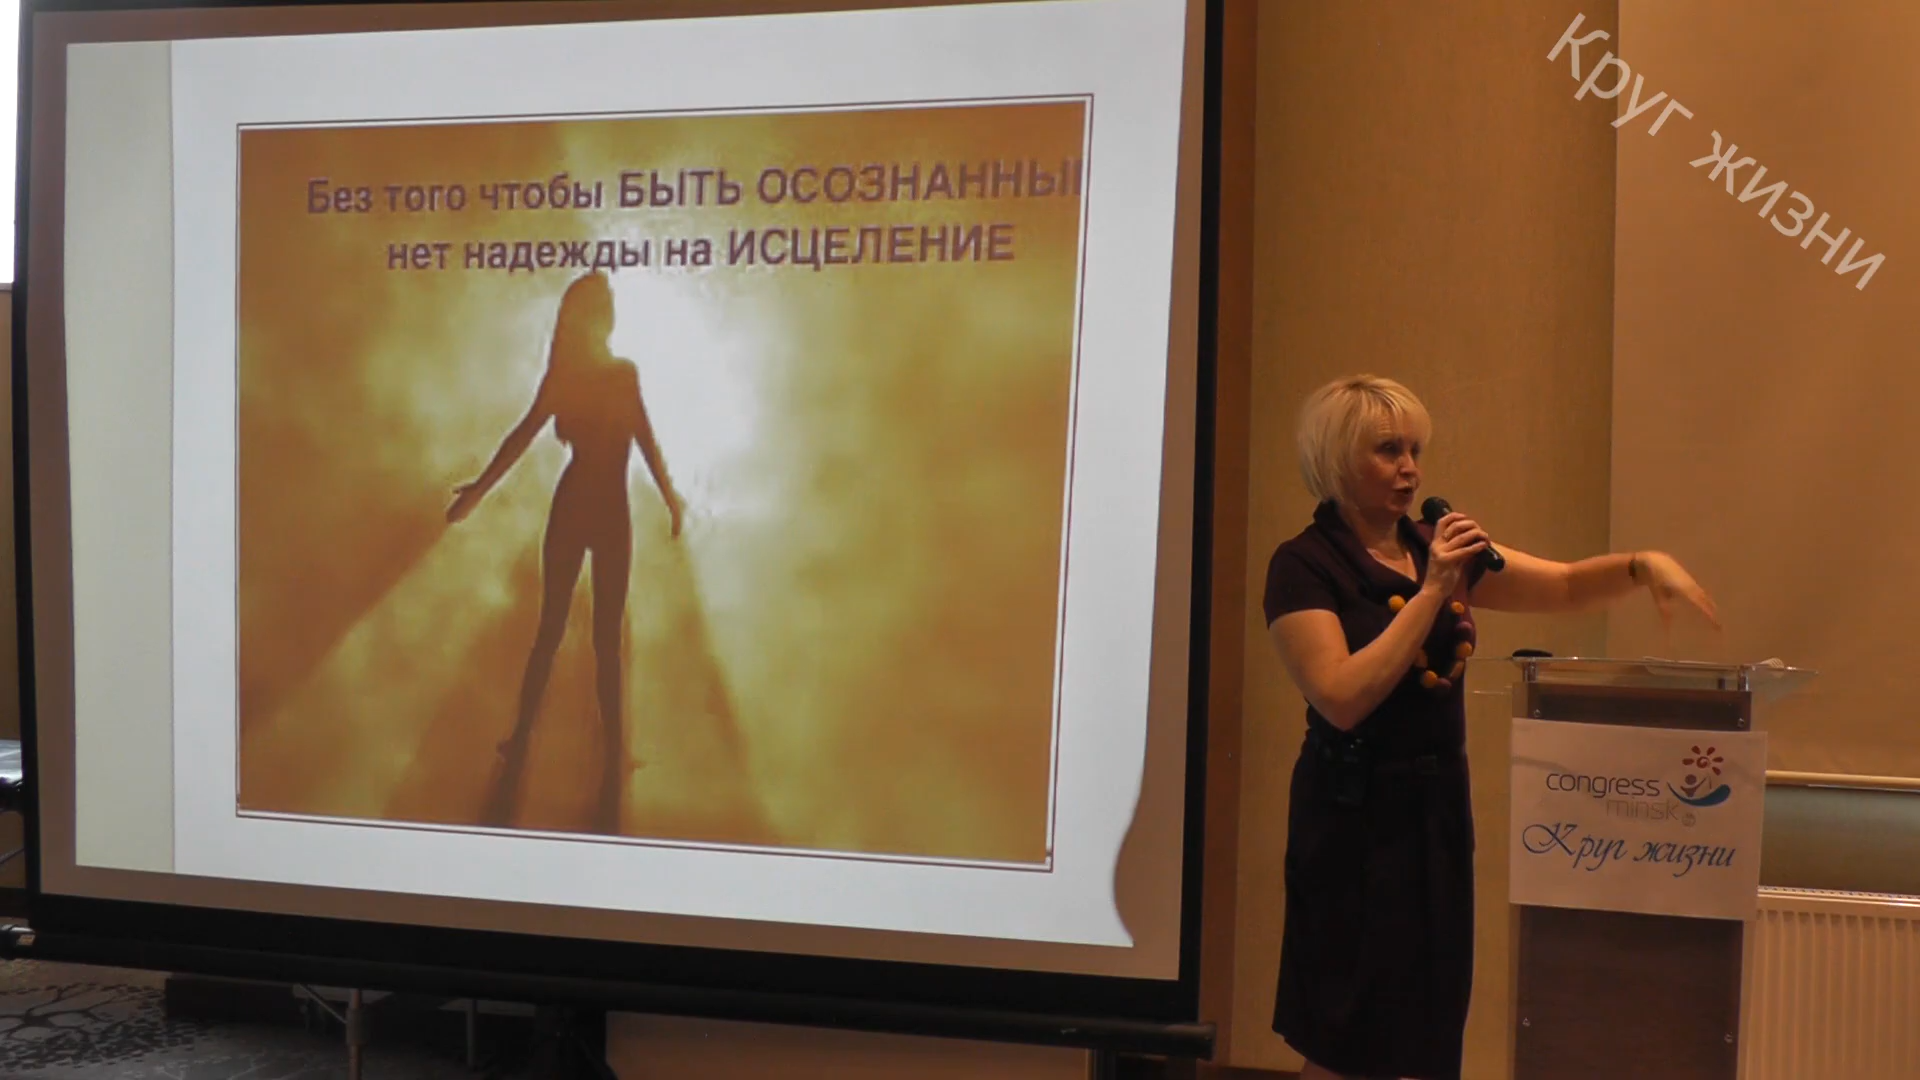 Без того чтобы БЫТЬ ОСОЗНАННЫ
нет надежды на ИСЦЕЛЕНИЕ
Круг жизни
congress
minsk
Круг жизни